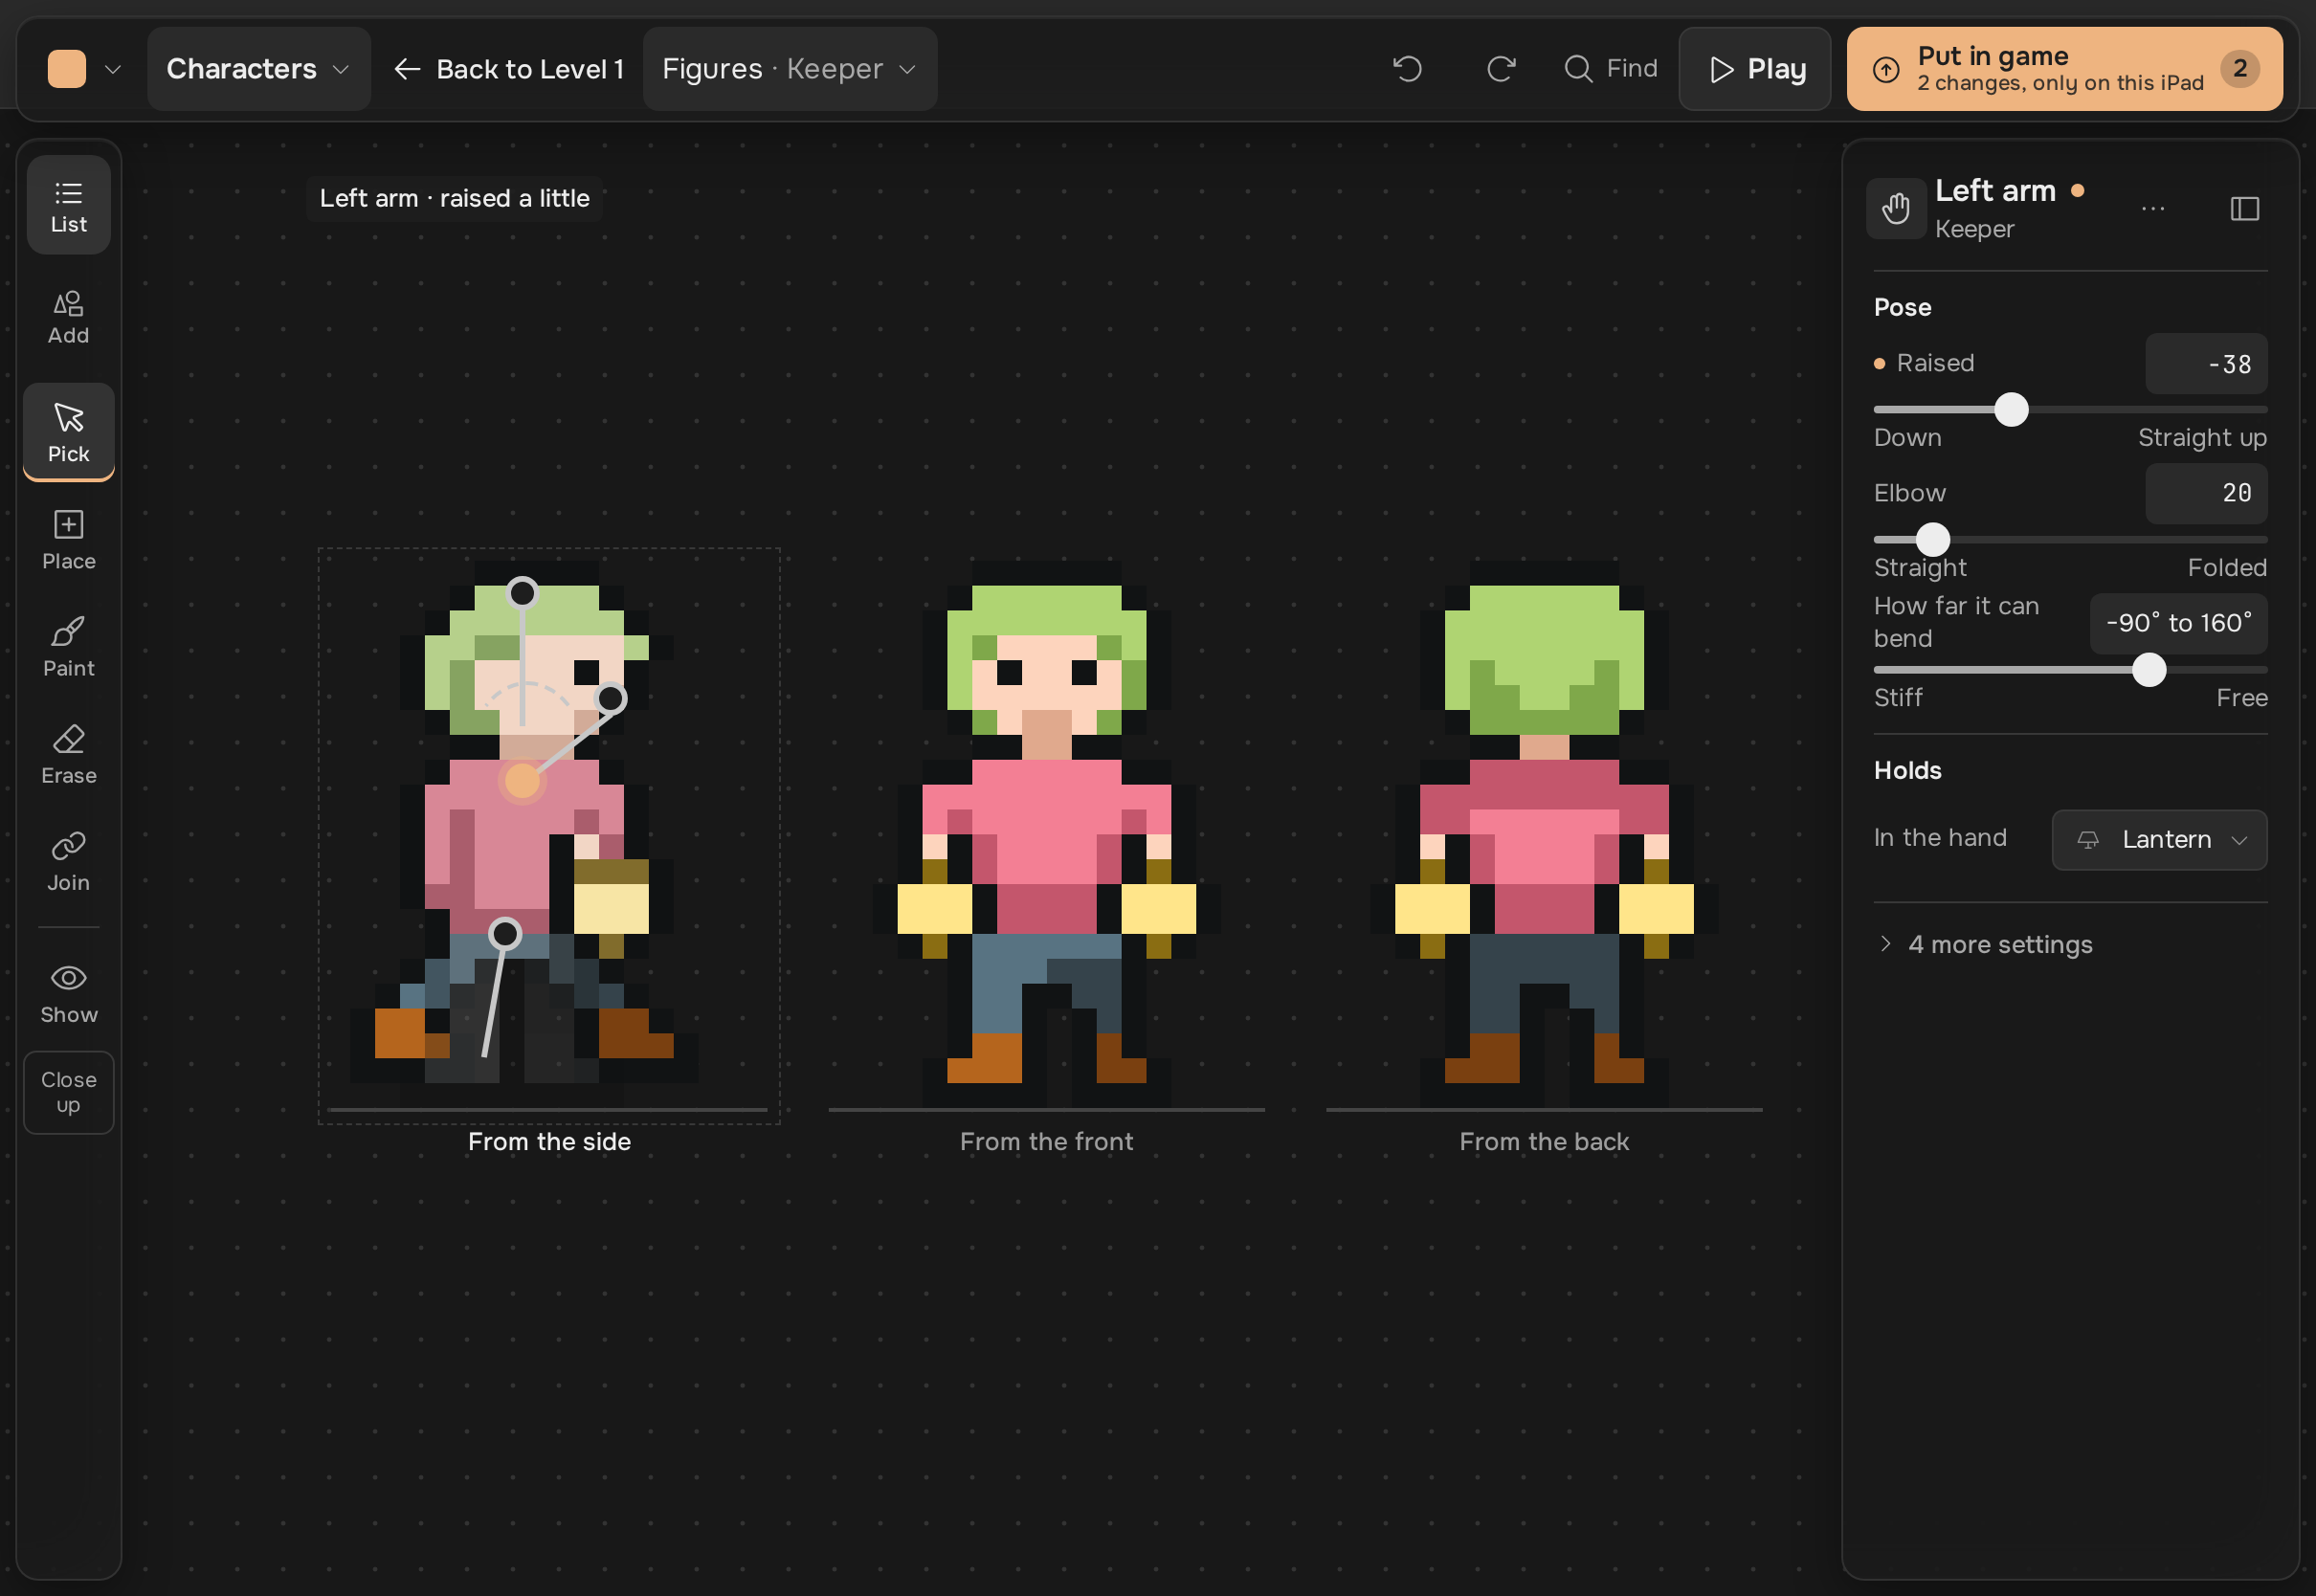 Characters
Back to Level 1
Figures · Keeper
Find
Play
Put in game
2 changes, only on this iPad
2
List
Add
Pick
Place
Paint
Erase
Join
Show
Close
up
Left arm · raised a little
From the side
From the front
From the back
Left arm
Keeper
Pose
Raised
-38
Down
Straight up
Elbow
20
Straight
Folded
How far it can
bend
-90° to 160°
Stiff
Free
Holds
In the hand
Lantern
4 more settings